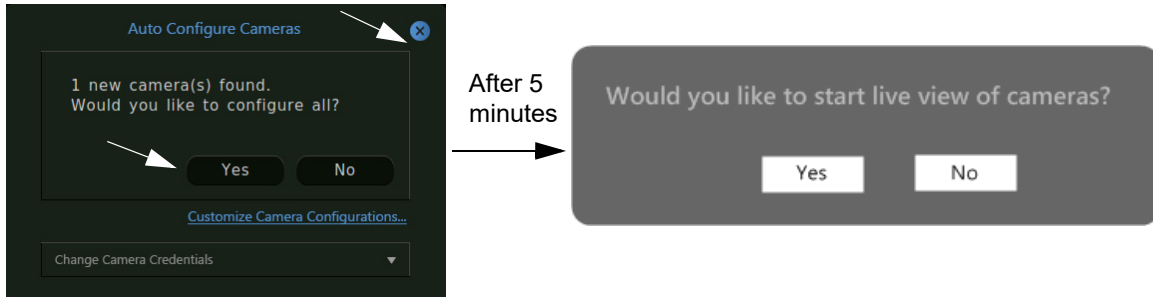 Auto Configure Cameras
1 new camera(s) found.
Would you like to configure all?
Yes No
Customize Camera Configurations...
Change Camera Credentials
After 5
minutes
Would you like to start live view of cameras?
Yes No